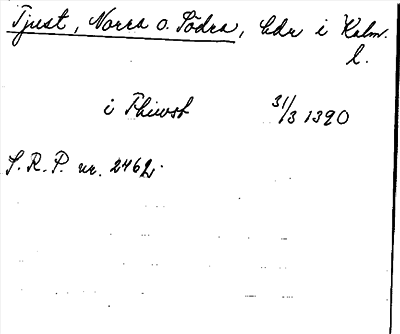 Tjust, Norra o. Södra, hdr i Kalm.
l.
i Thiwst 31/3 1390
S.R.P. nr. 2462.